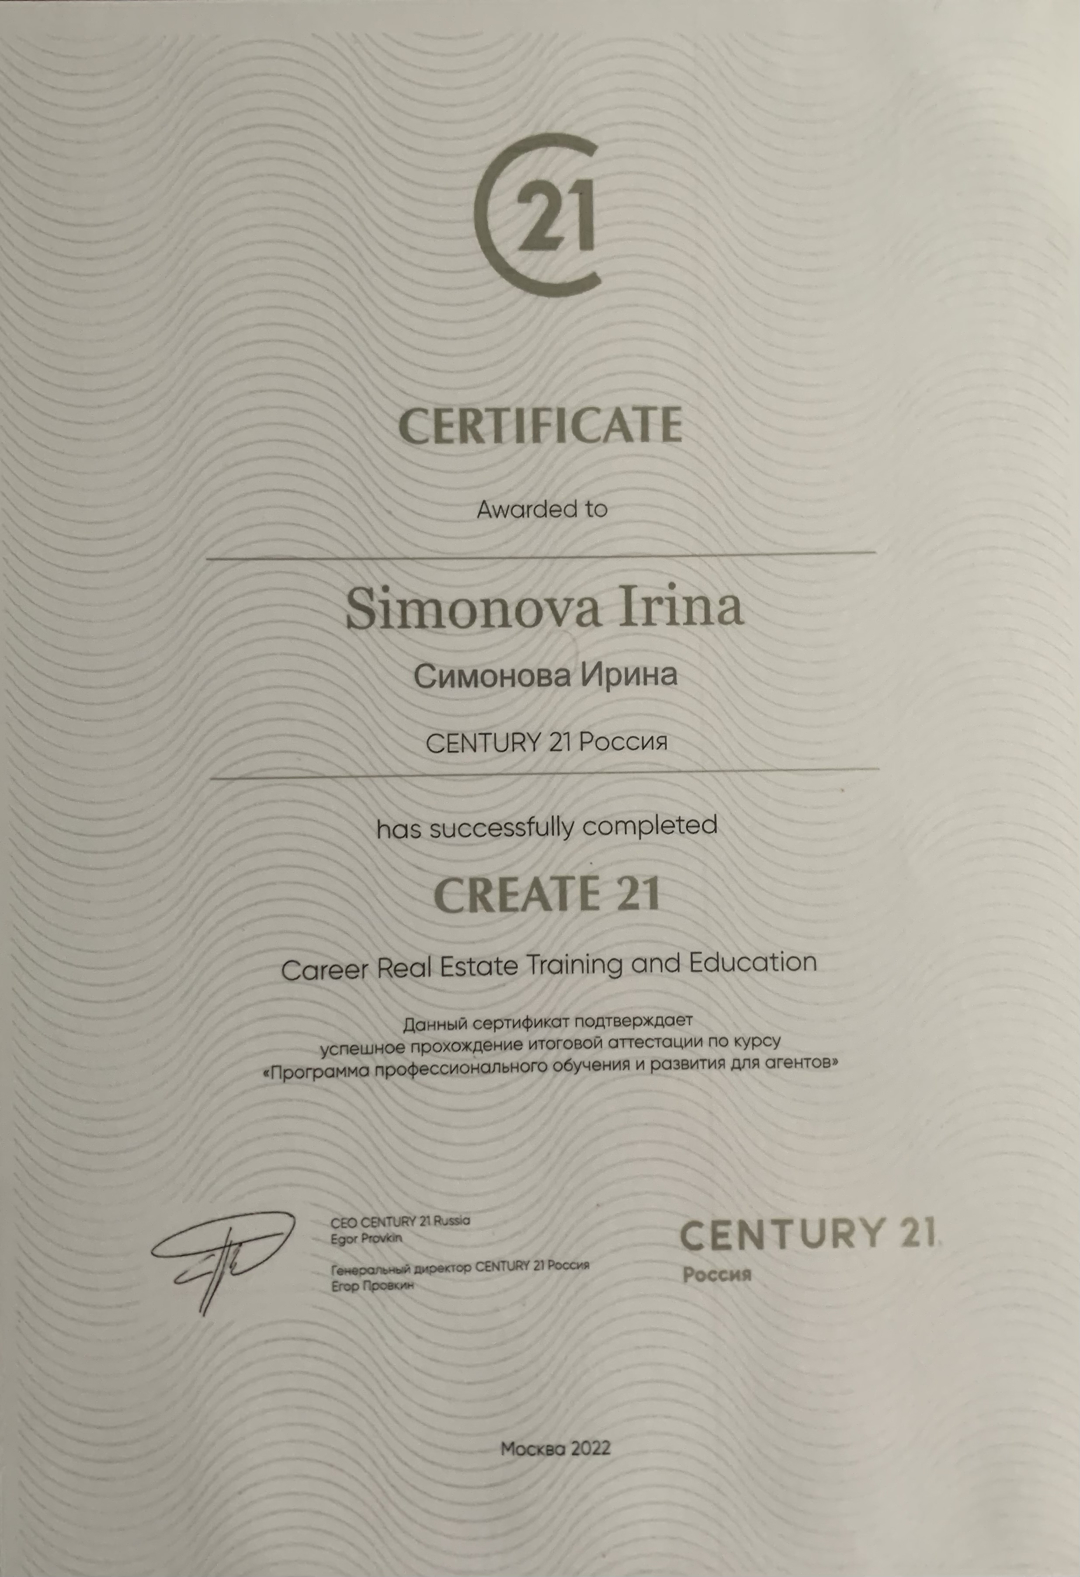 C21
CERTIFICATE
Awarded to
Simonova Irina
Симонова Ирина
CENTURY 21 Россия
has successfully completed
CREATE 21
Career Real Estate Training and Education
Данный сертификат подтверждает
успешное прохождение итоговой аттестации по курсу
«Программа профессионального обучения и развития для агентов»
CEO CENTURY 21 Russia
Egor Provkin
Генеральный директор CENTURY 21 Россия
Егор Провкин
CENTURY 21.
Россия
Москва 2022